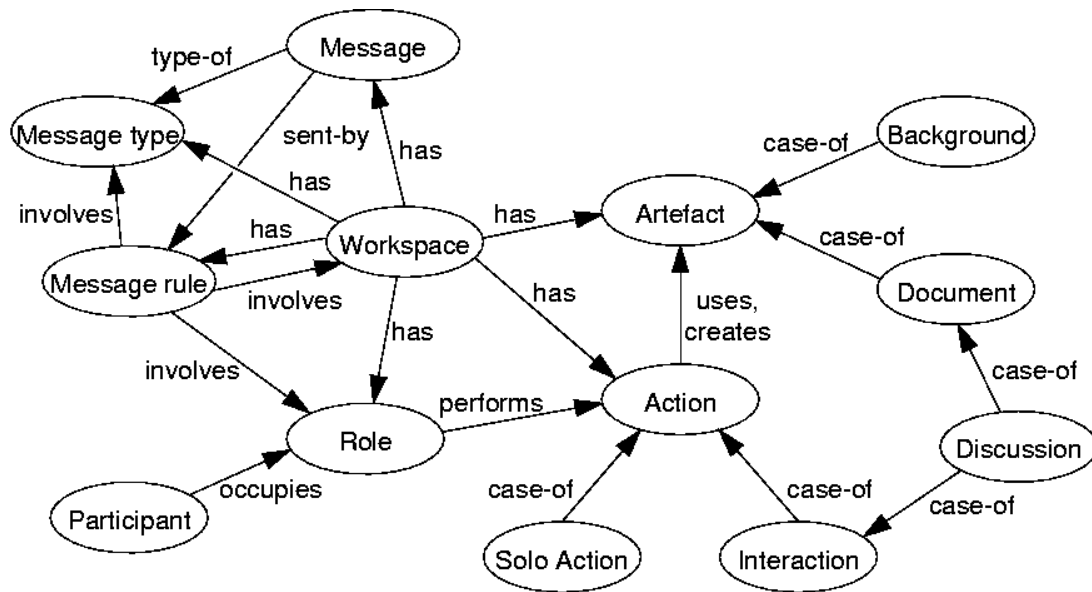 Message
type-of
Message type
sent-by
has
Background
case-of
has
involves
Artefact
has
has
Workspace
case-of
Message rule
involves
has
Document
uses,
creates
has
involves
case-of
performs
Action
Role
Discussion
occupies
case-of
case-of
case-of
Participant
Solo Action
Interaction